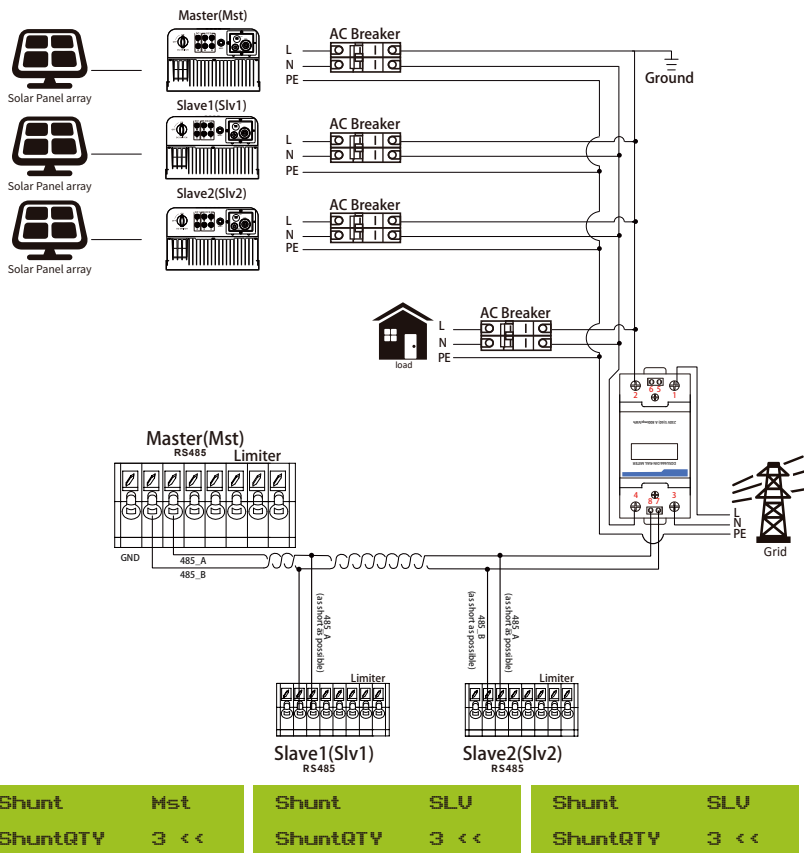 Master(Mst)
Solar Panel array
L
N
PE
AC Breaker
Ground
Slave1(Slv1)
Solar Panel array
L
N
PE
AC Breaker
Slave2(Slv2)
Solar Panel array
L
N
PE
AC Breaker
load
L
N
PE
AC Breaker
2
6 5
1
4
8 7
3
L
N
PE
Grid
Master(Mst)
RS485
Limiter
GND
485_A
485_B
485_A
(as short as possible)
485_B
(as short as possible)
485_A
(as short as possible)
Limiter
Slave1(Slv1)
RS485
Limiter
Slave2(Slv2)
RS485
Shunt Mst
ShuntQTY 3 <<
Shunt SLV
ShuntQTY 3 <<
Shunt SLV
ShuntQTY 3 <<